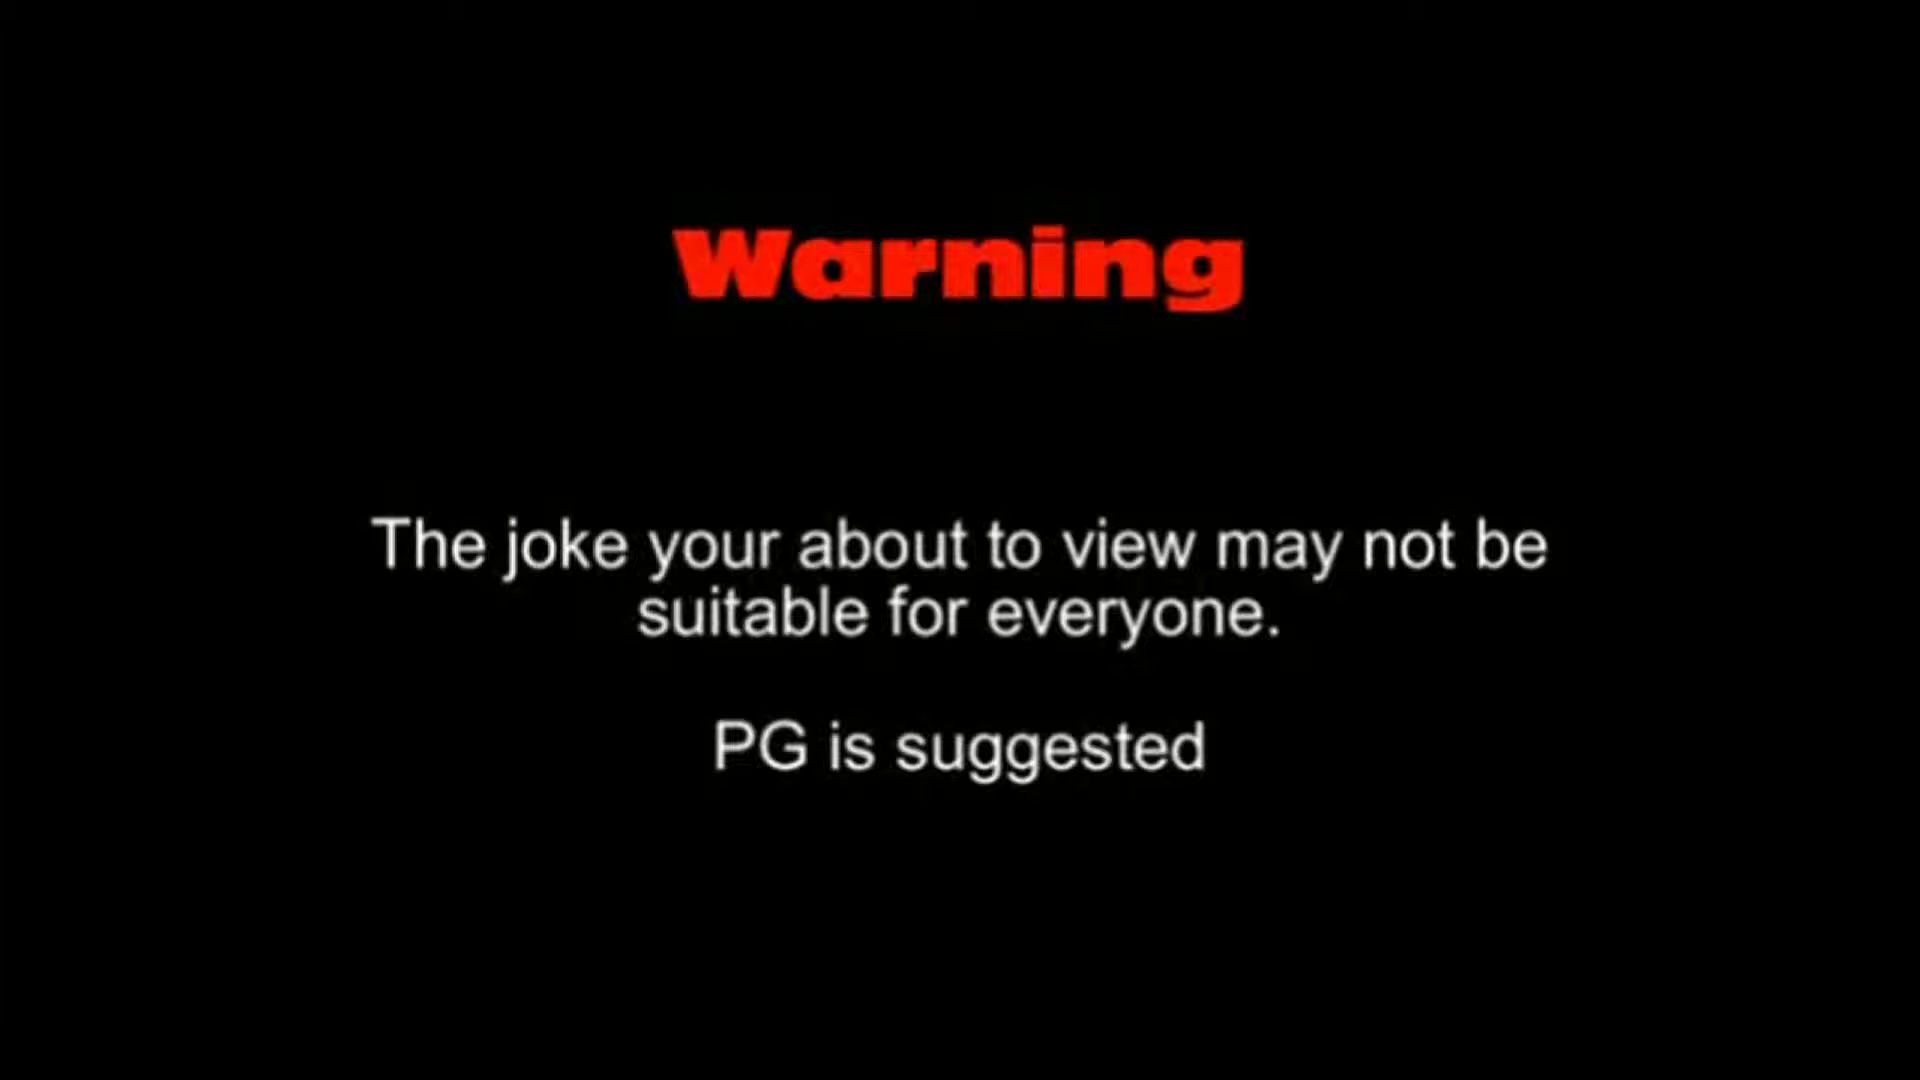 Warning
The joke your about to view may not be
suitable for everyone.
PG is suggested